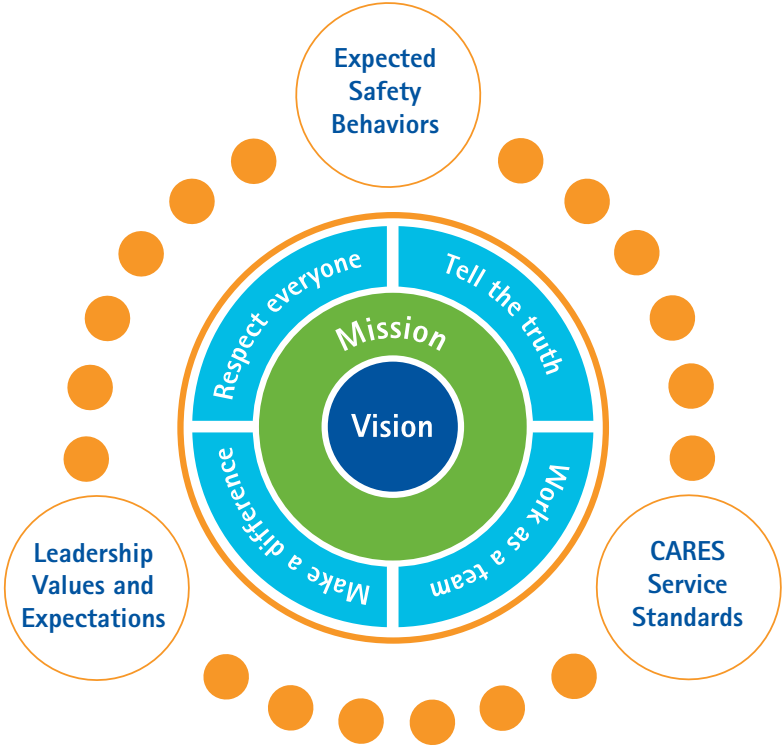 Expected
Safety
Behaviors
Respect everyone
Tell the truth
Mission
Vision
Make a difference
Work as a team
Leadership
Values and
Expectations
CARES
Service
Standards